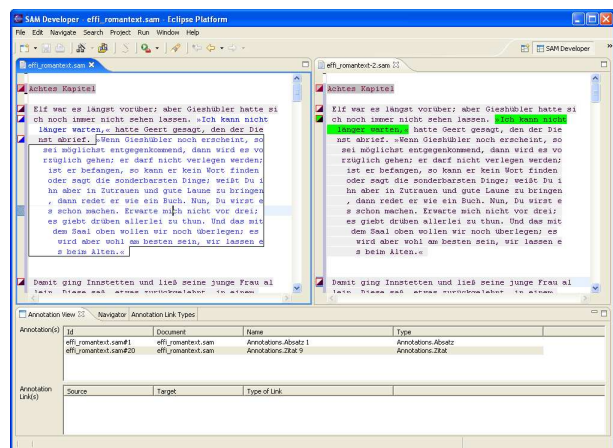 SAM Developer - effi_romantext.sam - Eclipse Platform
File Edit Navigate Search Project Run Window Help
SAM Developer
effi_romantext.sam
Achtes Kapitel
Elf war es längst vorüber; aber Gieshübler hatte si
ch noch immer nicht sehen lassen. »Ich kann nicht
länger warten,« hatte Geert gesagt, den der Die
nst abrief. »Wenn Gieshübler noch erscheint, so
sei möglichst entgegenkommend, dann wird es vo
rzüglich gehen; er darf nicht verlegen werden;
ist er befangen, so kann er kein Wort finden
oder sagt die sonderbarsten Dinge; weißt Du i
hn aber in Zutrauen und gute Laune zu bringen
, dann redet er wie ein Buch. Nun, Du wirst e
s schon machen. Erwarte mich nicht vor drei;
es giebt drüben allerlei zu thun. Und das mit
dem Saal oben wollen wir noch überlegen; es
wird aber wohl am besten sein, wir lassen e
s beim Alten.«
Damit ging Innstetten und ließ seine junge Frau al
lein. Diese saß, etwas zurückgelehnt, in einem
effi_romantext-2.sam
Achtes Kapitel
Elf war es längst vorüber; aber Gieshübler hatte si
ch noch immer nicht sehen lassen. »Ich kann nicht
länger warten,« hatte Geert gesagt, den der Die
nst abrief. »Wenn Gieshübler noch erscheint, so
sei möglichst entgegenkommend, dann wird es vo
rzüglich gehen; er darf nicht verlegen werden;
ist er befangen, so kann er kein Wort finden
oder sagt die sonderbarsten Dinge; weißt Du i
hn aber in Zutrauen und gute Laune zu bringen
, dann redet er wie ein Buch. Nun, Du wirst e
s schon machen. Erwarte mich nicht vor drei;
es giebt drüben allerlei zu thun. Und das mit
dem Saal oben wollen wir noch überlegen; es
wird aber wohl am besten sein, wir lassen e
s beim Alten.«
Damit ging Innstetten und ließ seine junge Frau al
lein. Diese saß, etwas zurückgelehnt, in einem
Annotation View Navigator Annotation Link Types
Annotation(s) Id Document Name Type
effi_romantext.sam#1 effi_romantext.sam Annotations.Absatz 1 Annotations.Absatz
effi_romantext.sam#20 effi_romantext.sam Annotations.Zitat 9 Annotations.Zitat
Annotation Link(s) Source Target Type of Link